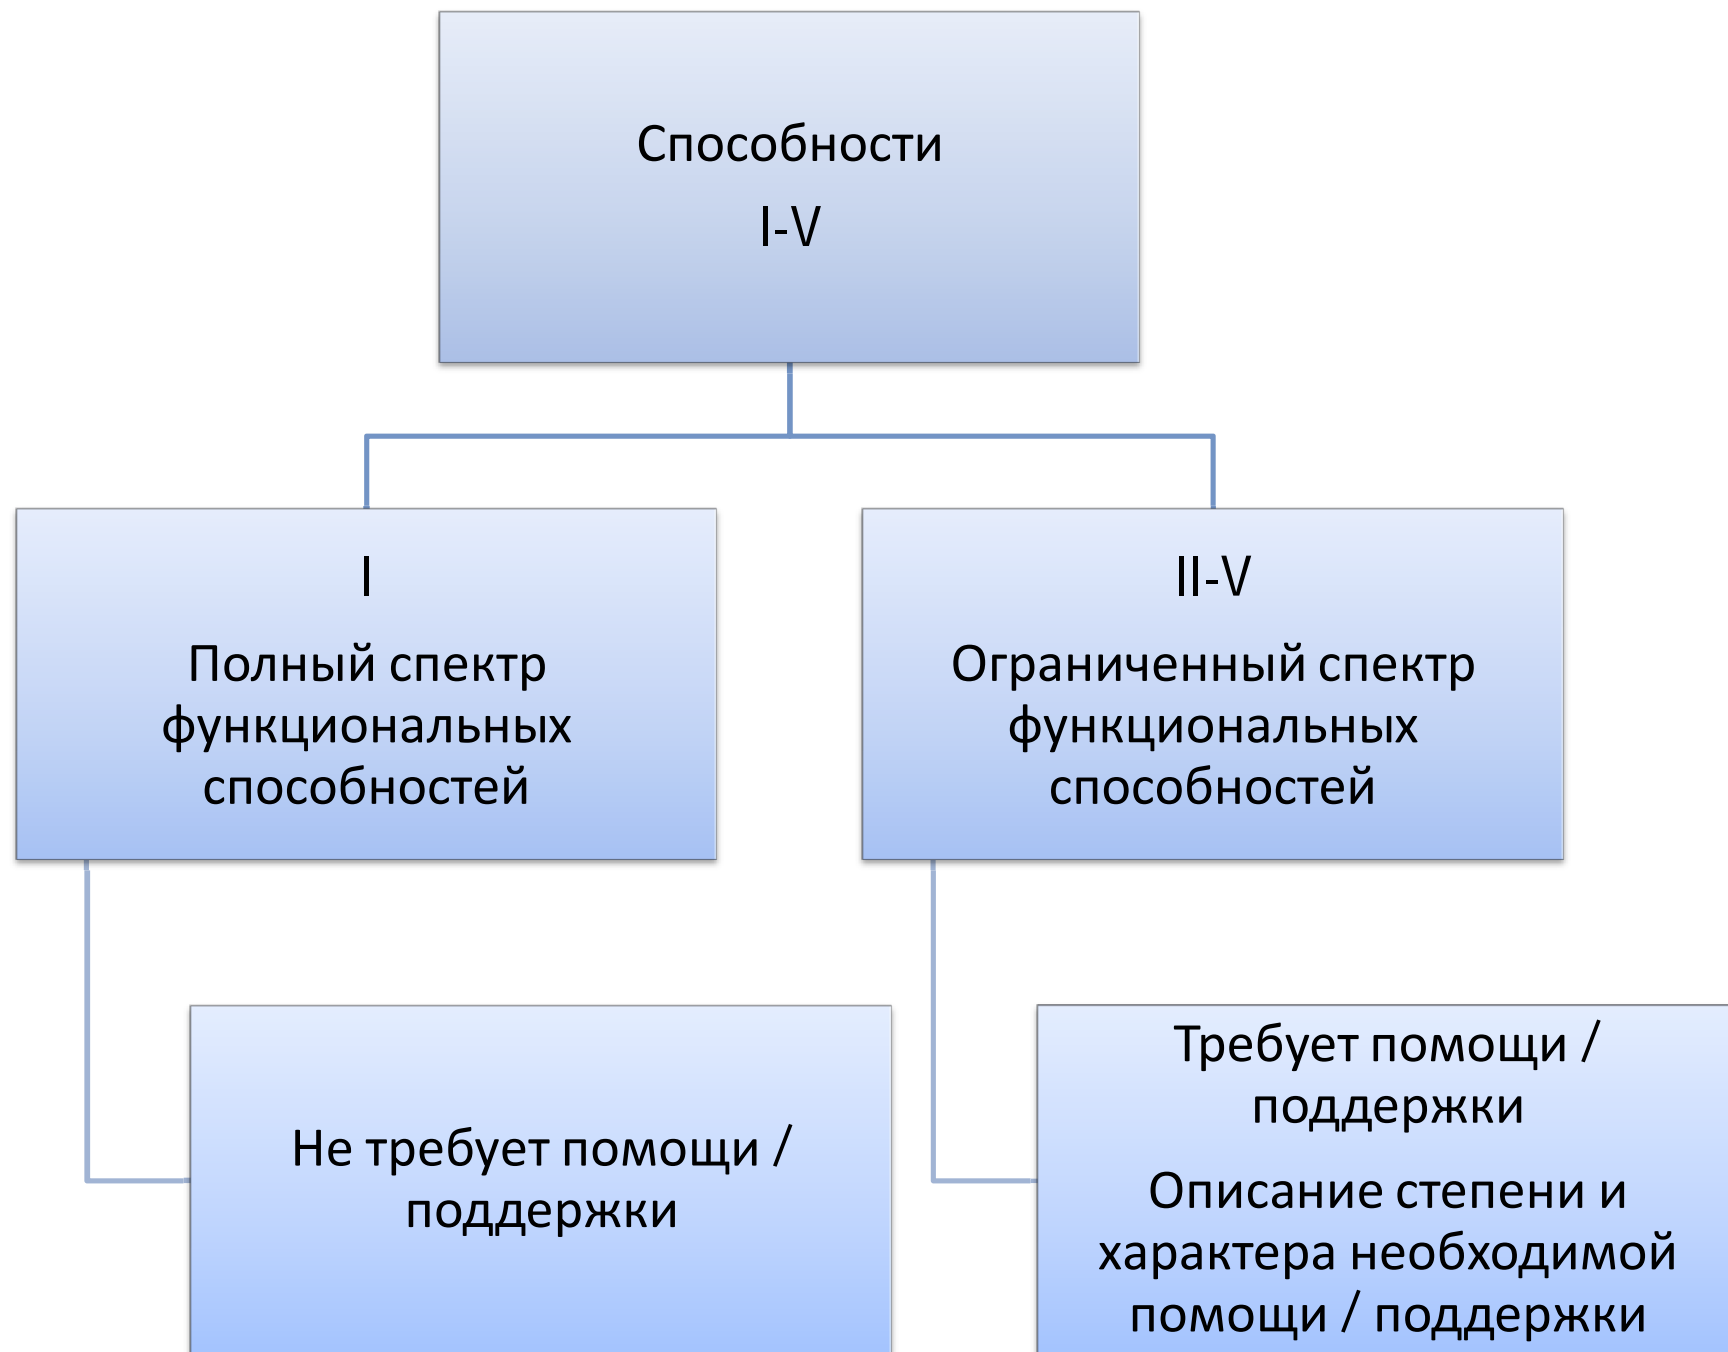 Способности
I-V
I
Полный спектр
функциональных
способностей
II-V
Ограниченный спектр
функциональных
способностей
Не требует помощи /
поддержки
Требует помощи /
поддержки
Описание степени и
характера необходимой
помощи / поддержки